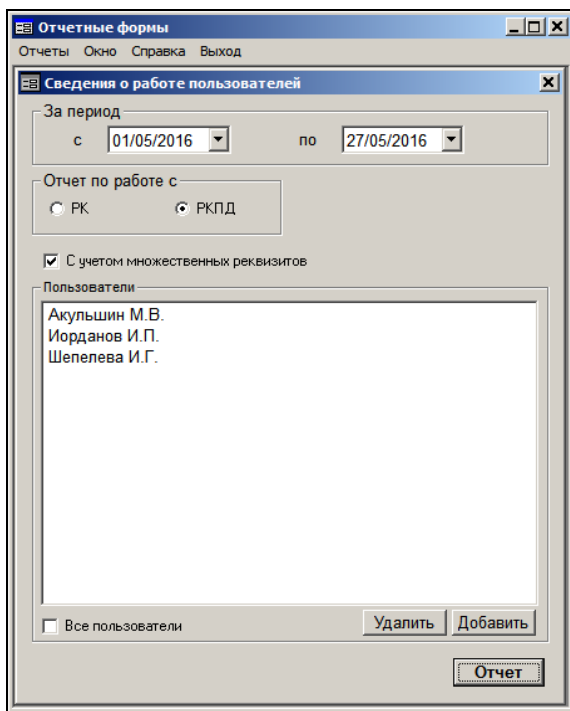 Отчетные формы
Отчеты Окно Справка Выход
Сведения о работе пользователей
За период
с 01/05/2016 по 27/05/2016
Отчет по работе с
РК РКПД
С учетом множественных реквизитов
Пользователи
Акульшин М.В.
Иорданов И.П.
Шепелева И.Г.
Все пользователи Удалить Добавить
Отчет